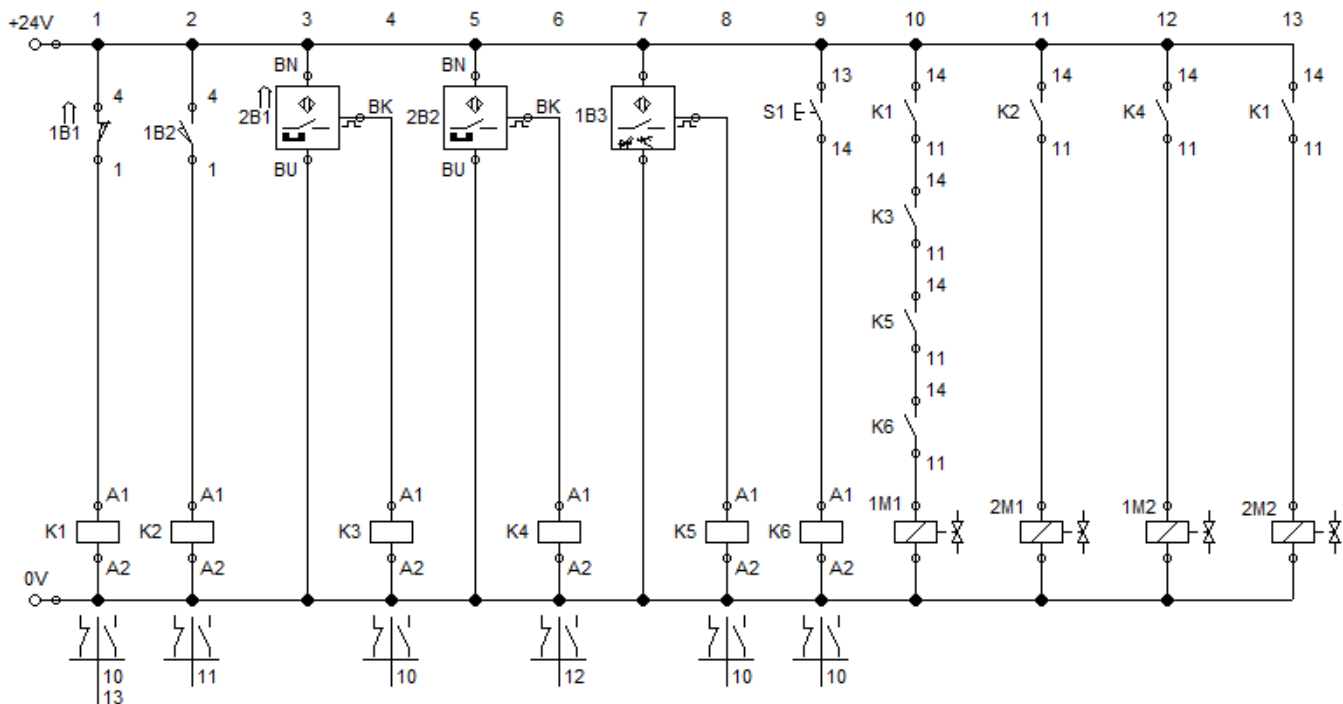 +24V 1 2 3 4 5 6 7 8 9 10 11 12 13
BN BN 13 14 14 14 14
4 4
1B1 1B2 2B1 BK 2B2 BK 1B3 S1 K1 K2 K4 K1
1 1 BU BU 14 11 11 11 11
14
K3
11
14
K5
11
14
K6
11
A1 A1 A1 A1 A1 A1 1M1 2M1 1M2 2M2
K1 K2 K3 K4 K5 K6
A2 A2 A2 A2 A2 A2
0V
10 11 10 12 10 10
13